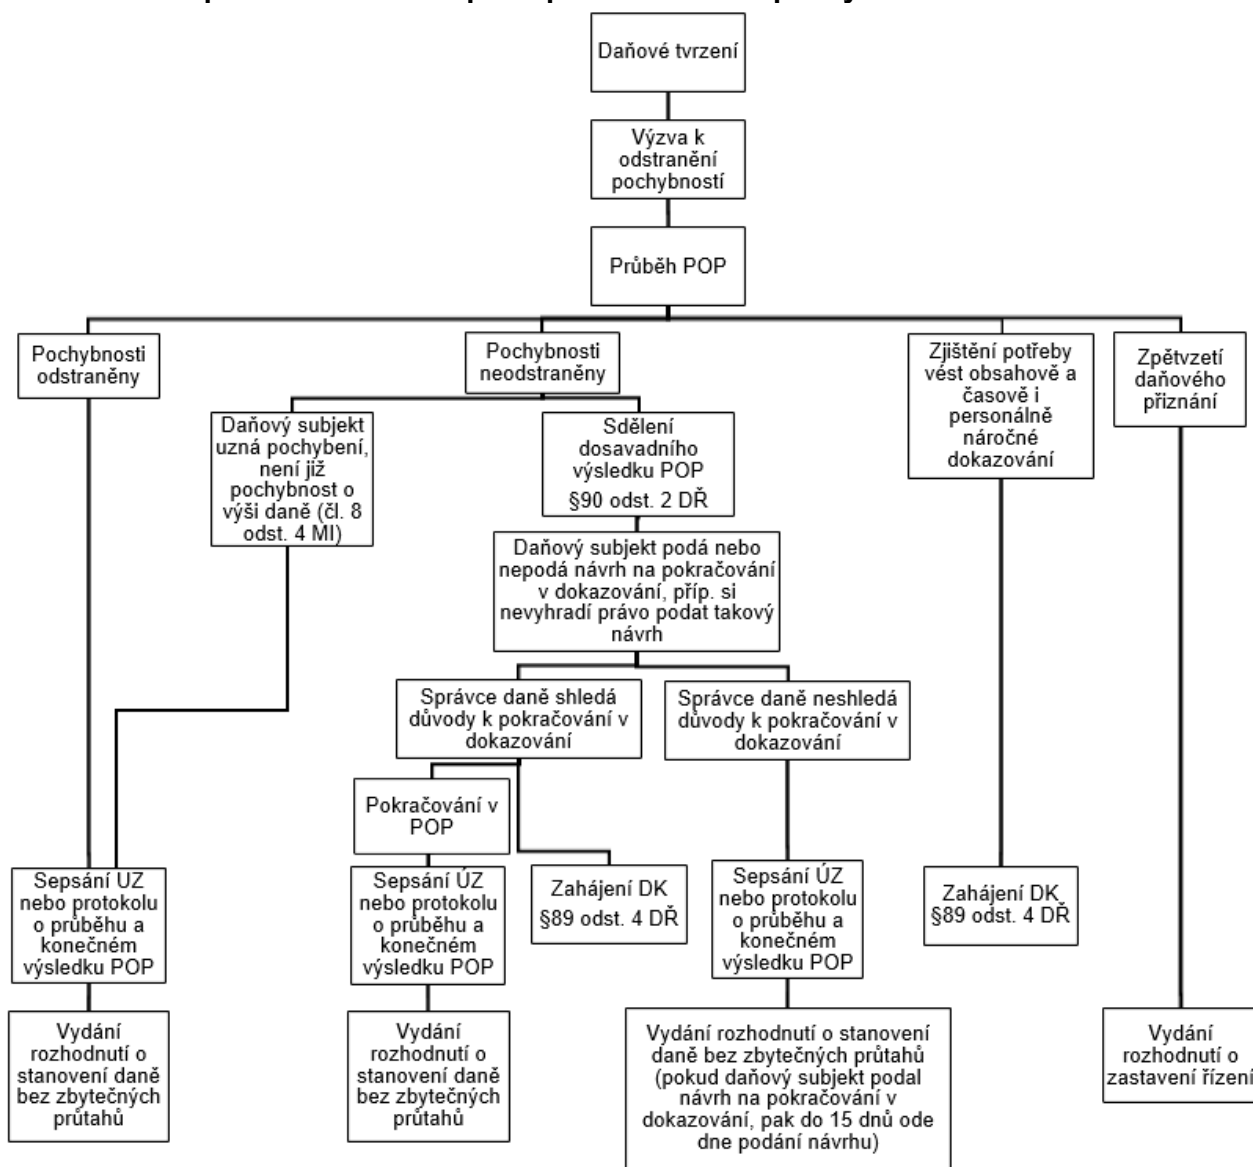 Daňové tvrzení
Výzva k
odstranění
pochybností
Průběh POP
Pochybnosti
odstraněny
Pochybnosti
neodstraněny
Zjištění potřeby
vést obsahově a
časově i
personálně
náročné
dokazování
Zpětvzetí
daňového
přiznání
Daňový subjekt
uzná pochybení,
není již
pochybnost o
výši daně (čl. 8
odst. 4 MI)
Sdělení
dosavadního
výsledku POP
§90 odst. 2 DŘ
Daňový subjekt podá nebo
nepodá návrh na pokračování
v dokazování, příp. si
nevyhradí právo podat takový
návrh
Správce daně shledá
důvody k pokračování v
dokazování
Správce daně neshledá
důvody k pokračování v
dokazování
Pokračování v
POP
Sepsání UZ
nebo protokolu
o průběhu a
konečném
výsledku POP
Sepsání ÚZ
nebo protokolu
o průběhu a
konečném
výsledku POP
Zahájení DK
§89 odst. 4 DŘ
Sepsání ÚZ
nebo protokolu
o průběhu a
konečném
výsledku POP
Zahájení DK
§89 odst. 4 DŘ
Vydání
rozhodnutí o
stanovení daně
bez zbytečných
průtahů
Vydání
rozhodnutí o
stanovení daně
bez zbytečných
průtahů
Vydání rozhodnutí o stanovení
daně bez zbytečných průtahů
(pokud daňový subjekt podal
návrh na pokračování v
dokazování, pak do 15 dnů ode
dne podání návrhu)
Vydání
rozhodnutí o
zastavení řízení